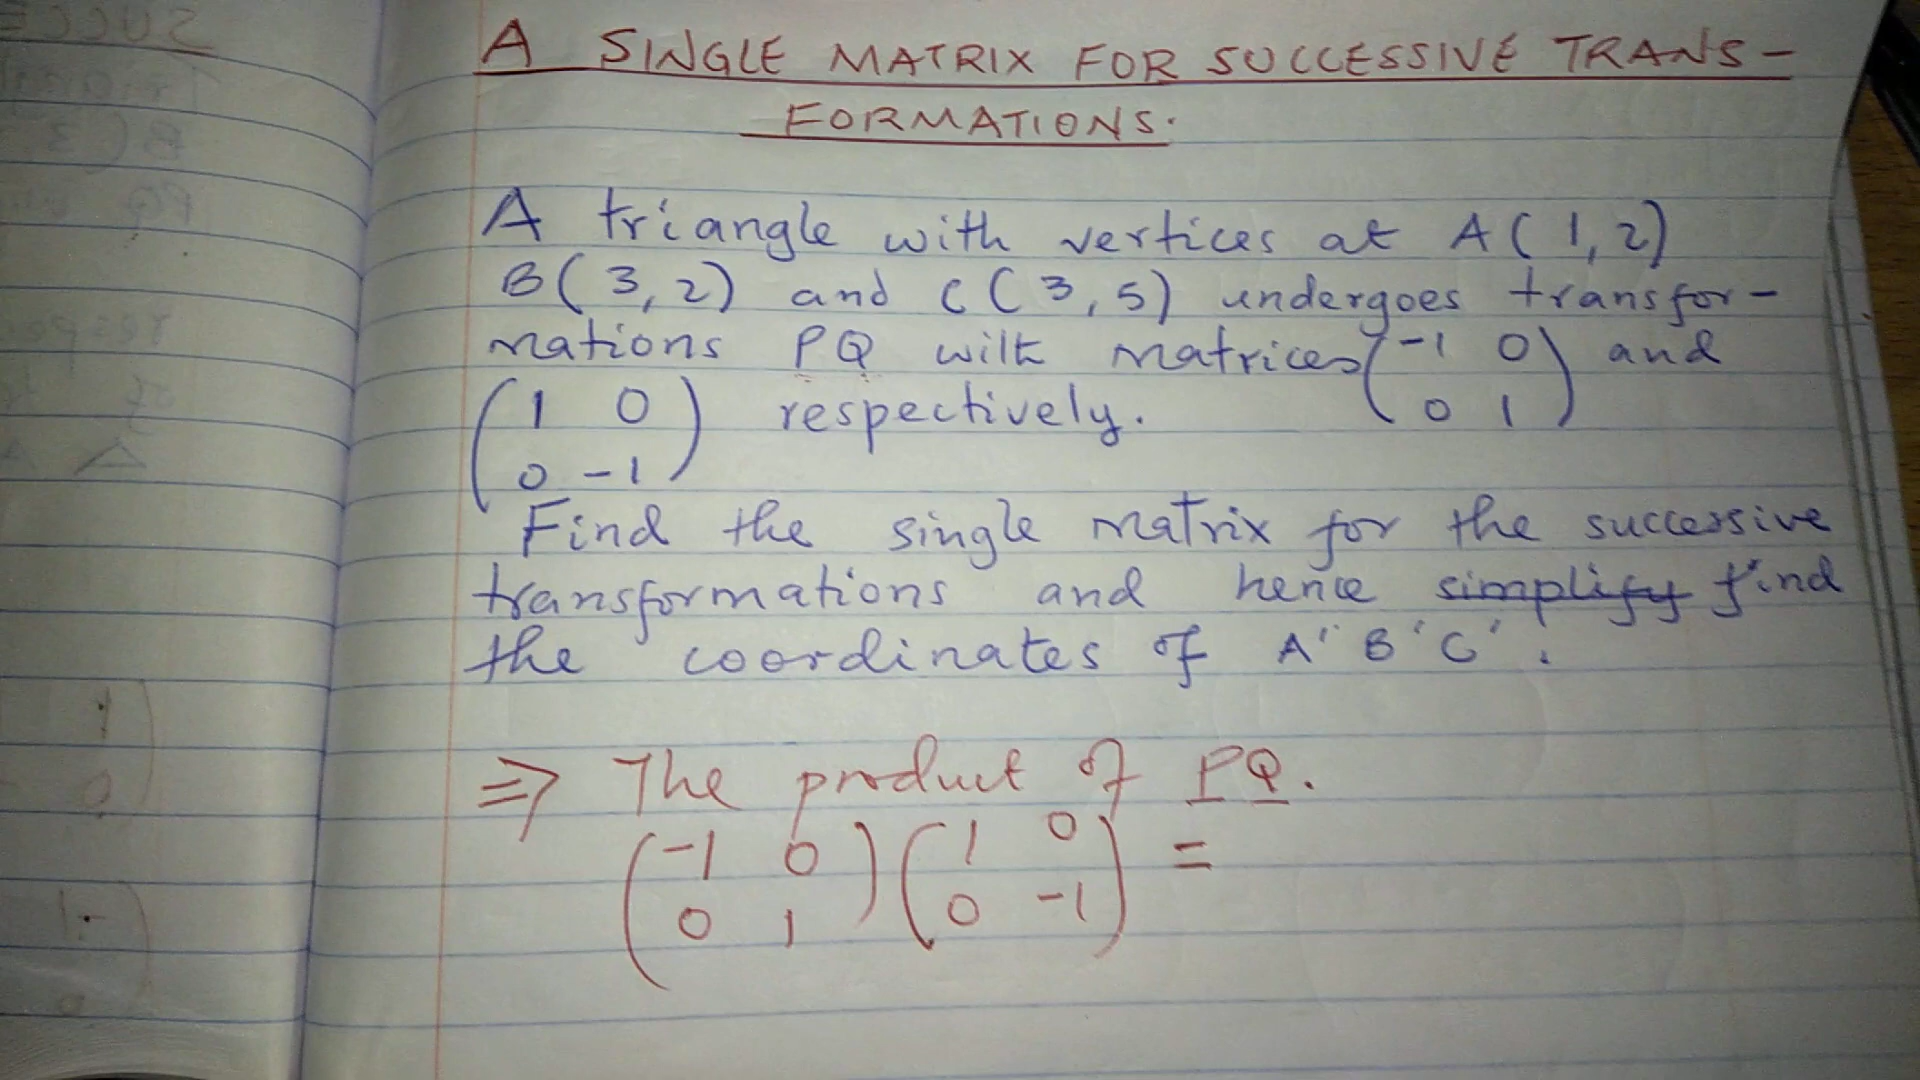 A SINGLE MATRIX FOR SUCCESSIVE TRANS-
FORMATIONS.
A triangle with vertices at A(1,2)
B(3,2) and C(3,5) undergoes transfor-
mations PQ with matrices (-1 0 and
0 1)
(1 0 respectively.
0 -1)
Find the single matrix for the successive
transformations and hence simplify find
the coordinates of A' B' C'.
⇒ The product of PQ.
(-1 0) (1 0) =
(0 1) (0 -1)